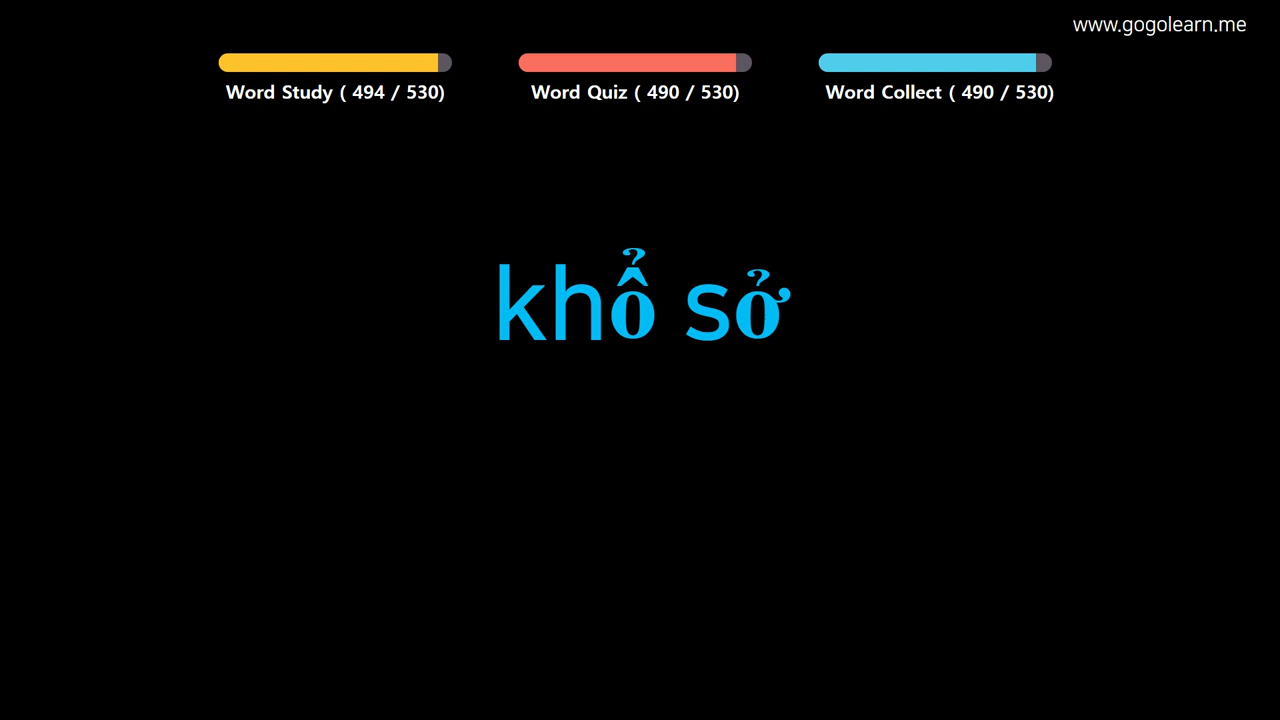 www.gogolearn.me
Word Study ( 494 / 530)
Word Quiz ( 490 / 530)
Word Collect ( 490 / 530)
khổ sở